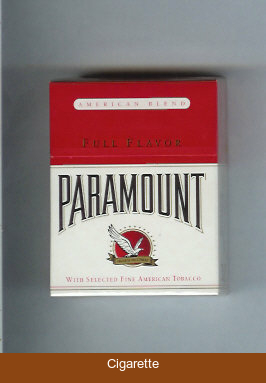 AMERICAN BLEND
FULL FLAVOR
PARAMOUNT
WITH SELECTED FINE AMERICAN TOBACCO
Cigarette